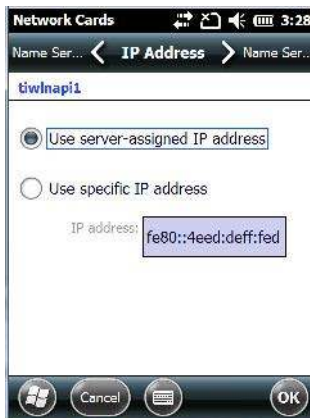 Network Cards 3:28
Name Ser... IP Address Name Ser..
tiwlnapi1
Use server-assigned IP address
Use specific IP address
IP address: fe80::4eed:deff:fed
Cancel OK